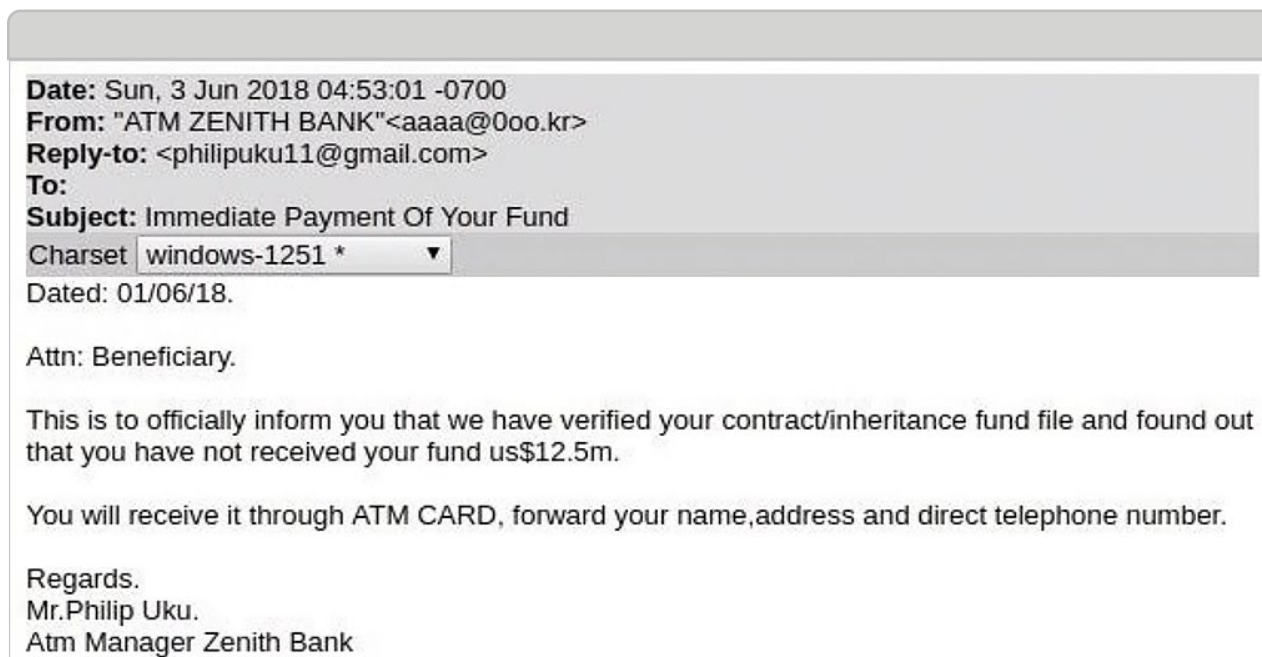 Date: Sun, 3 Jun 2018 04:53:01 -0700
From: "ATM ZENITH BANK"<aaaa@0oo.kr>
Reply-to: <philipuku11@gmail.com>
To:
Subject: Immediate Payment Of Your Fund
Charset windows-1251 *
Dated: 01/06/18.
Attn: Beneficiary.
This is to officially inform you that we have verified your contract/inheritance fund file and found out
that you have not received your fund us$12.5m.
You will receive it through ATM CARD, forward your name,address and direct telephone number.
Regards.
Mr.Philip Uku.
Atm Manager Zenith Bank